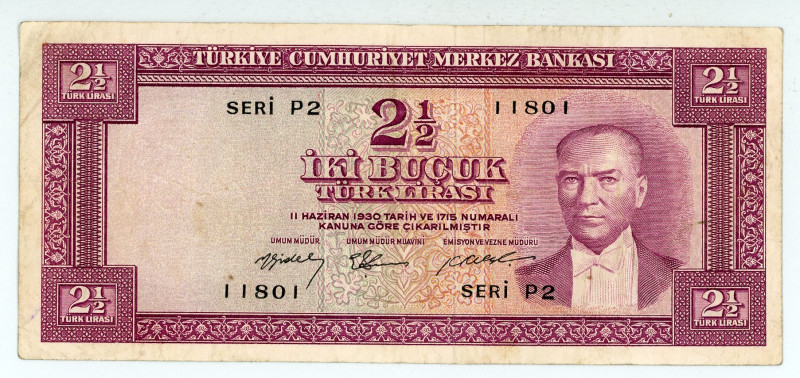 TÜRKİYE CUMHURİYET MERKEZ BANKASI
2½ 2½
TÜRK LİRASI TÜRK LİRASI
SERİ P2 2½ 11801
İKİ BUÇUK
TÜRK LİRASI
11 HAZİRAN 1930 TARİH VE 1715 NUMARALI
KANUNA GÖRE ÇIKARILMIŞTIR
UMUM MÜDÜR UMUM MÜDÜR MUAVİNİ EMİSYON VE VEZNE MÜDÜRÜ
11801 SERİ P2
2½ 2½
TÜRK LİRASI TÜRK LİRASI